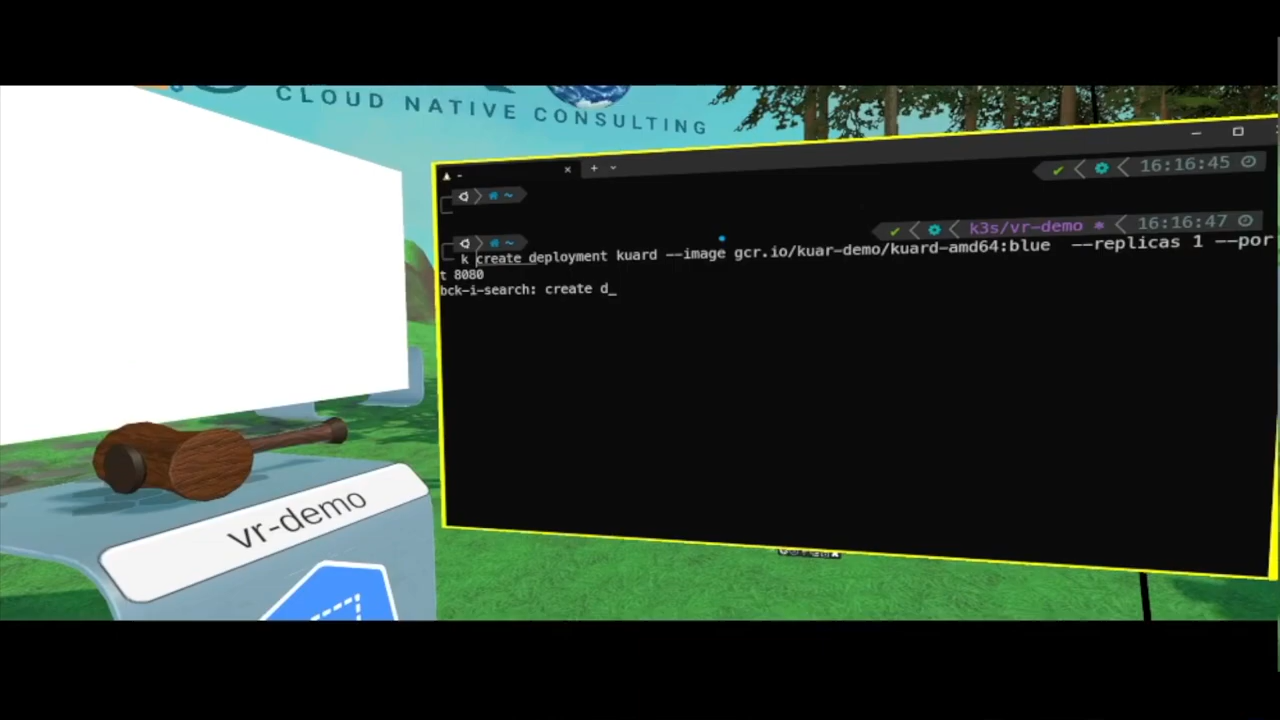 CLOUD NATIVE CONSULTING
16:16:45
~
k3s/vr-demo * 16:16:47
~
k create deployment kuard --image gcr.io/kuar-demo/kuard-amd64:blue --replicas 1 --por
t 8080
bck-i-search: create d_
vr-demo